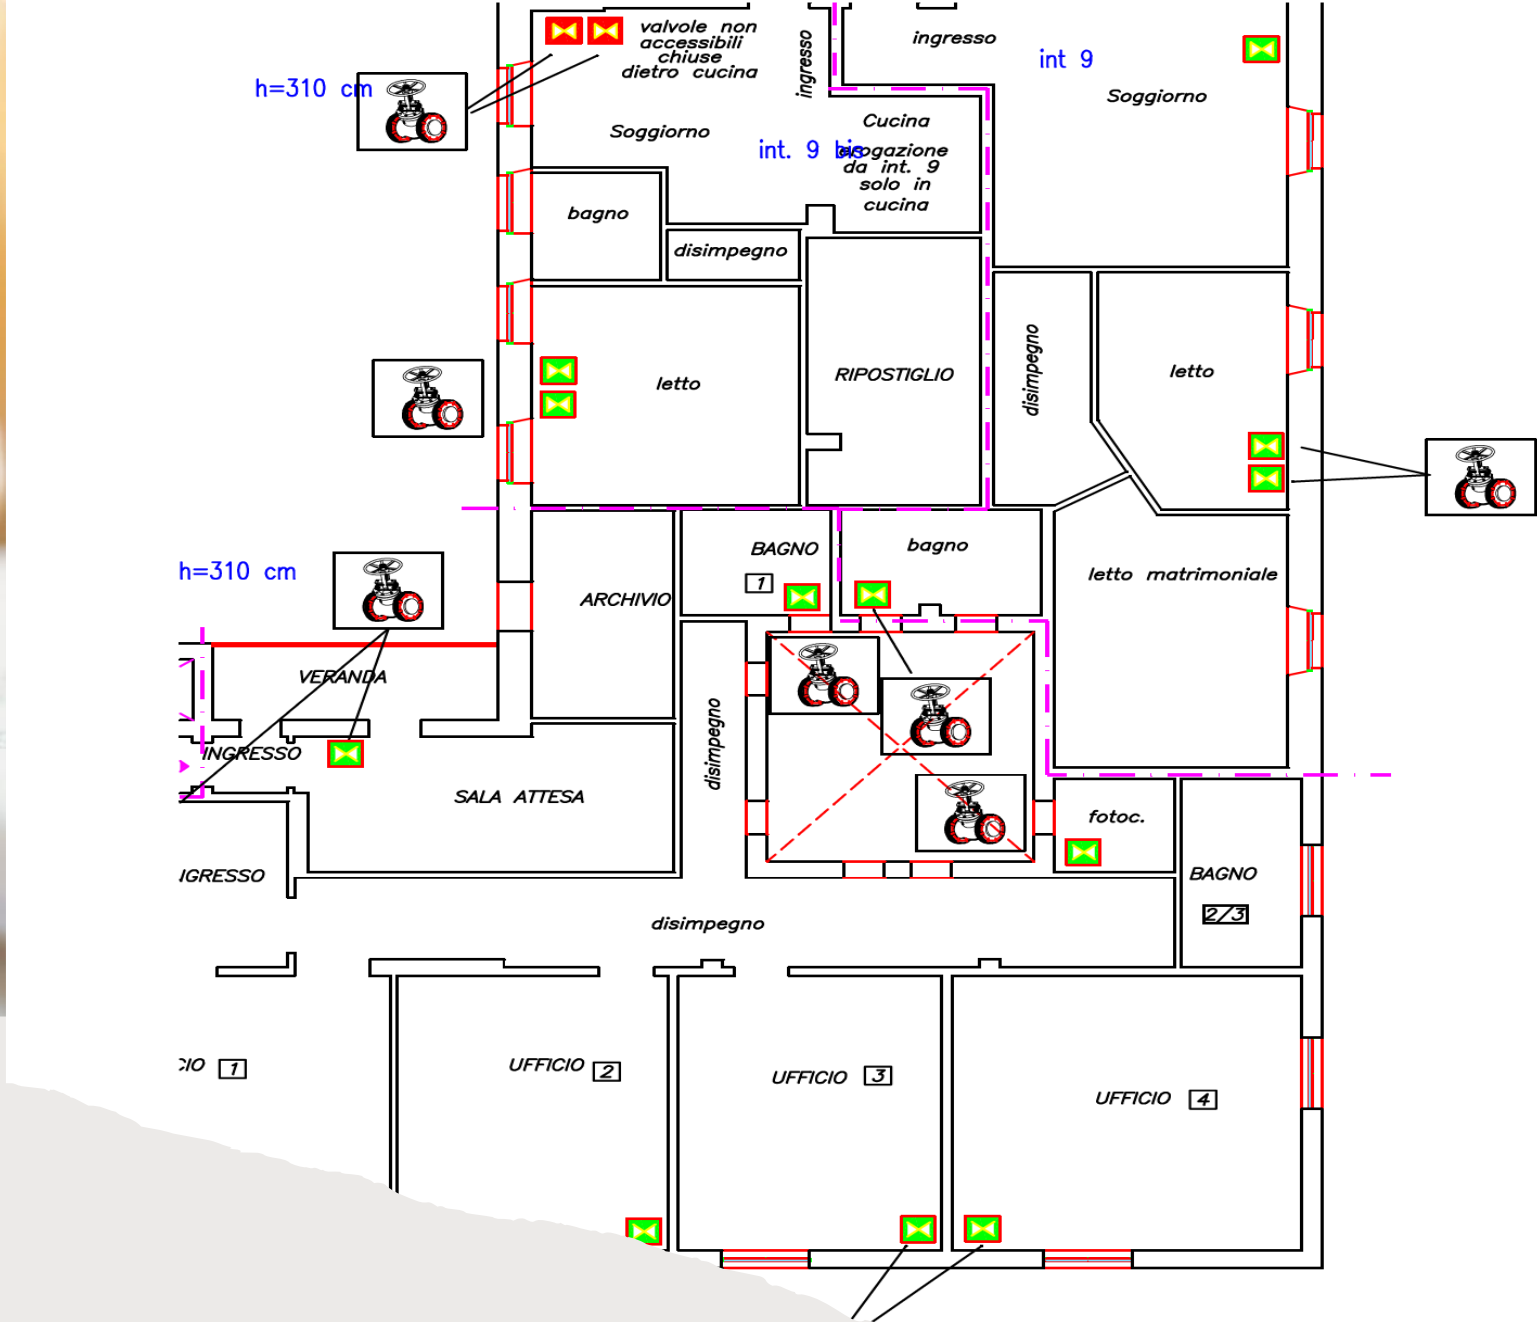 valvole non
accessibili
chiuse
dietro cucina
ingresso
ingresso
int 9
h=310 cm
Soggiorno
Soggiorno
Cucina
int. 9 bis
erogazione
da int. 9
solo in
cucina
bagno
disimpegno
letto
RIPOSTIGLIO
disimpegno
letto
BAGNO
1
bagno
h=310 cm
ARCHIVIO
letto matrimoniale
VERANDA
disimpegno
INGRESSO
SALA ATTESA
fotoc.
IGRESSO
BAGNO
2/3
disimpegno
CIO 1
UFFICIO 2
UFFICIO 3
UFFICIO 4